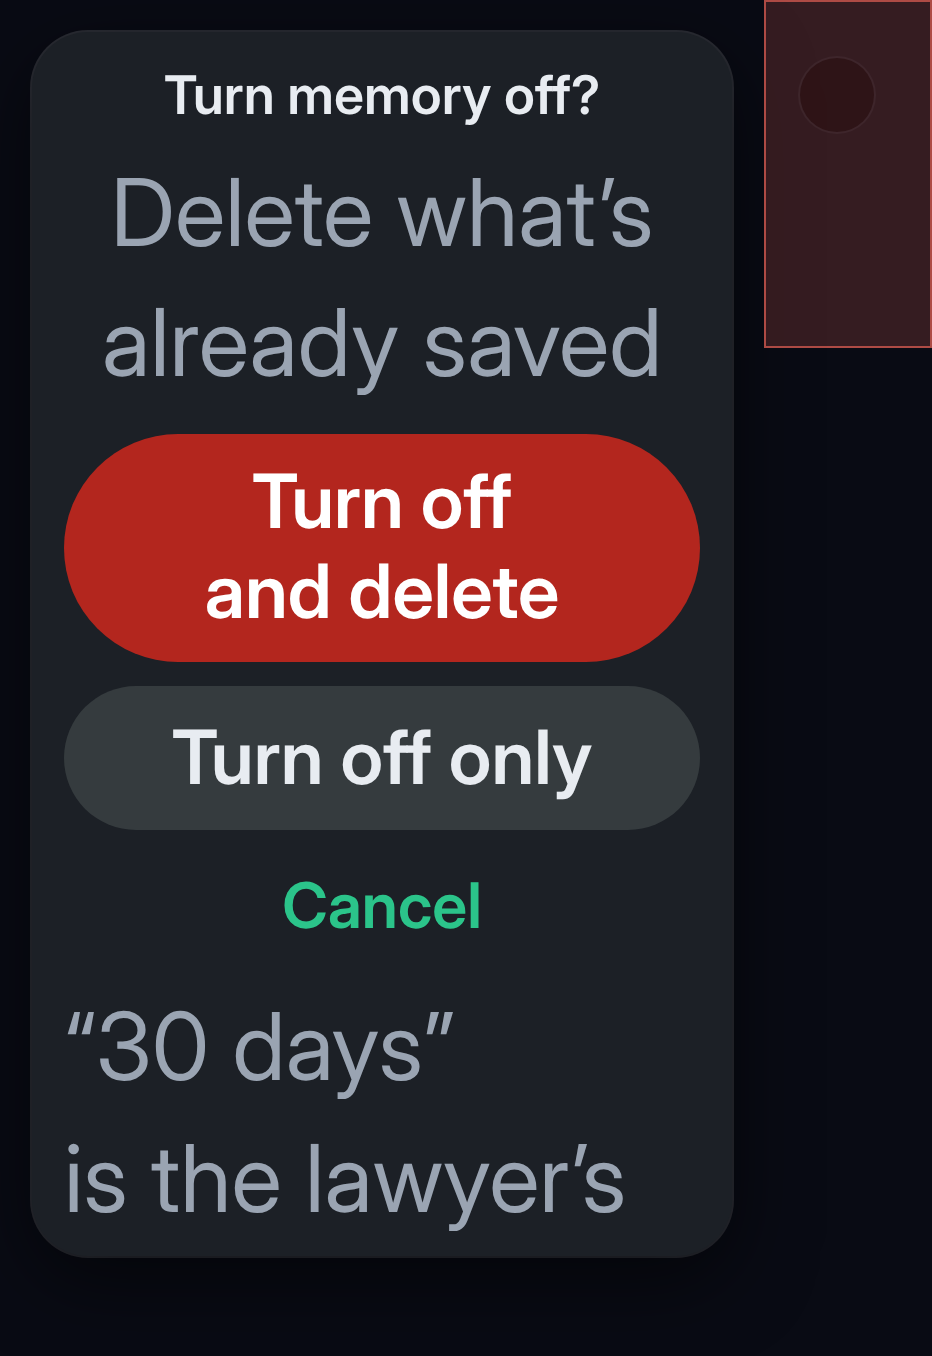 Turn memory off?
Delete what’s
already saved
Turn off
and delete
Turn off only
Cancel
“30 days”
is the lawyer’s